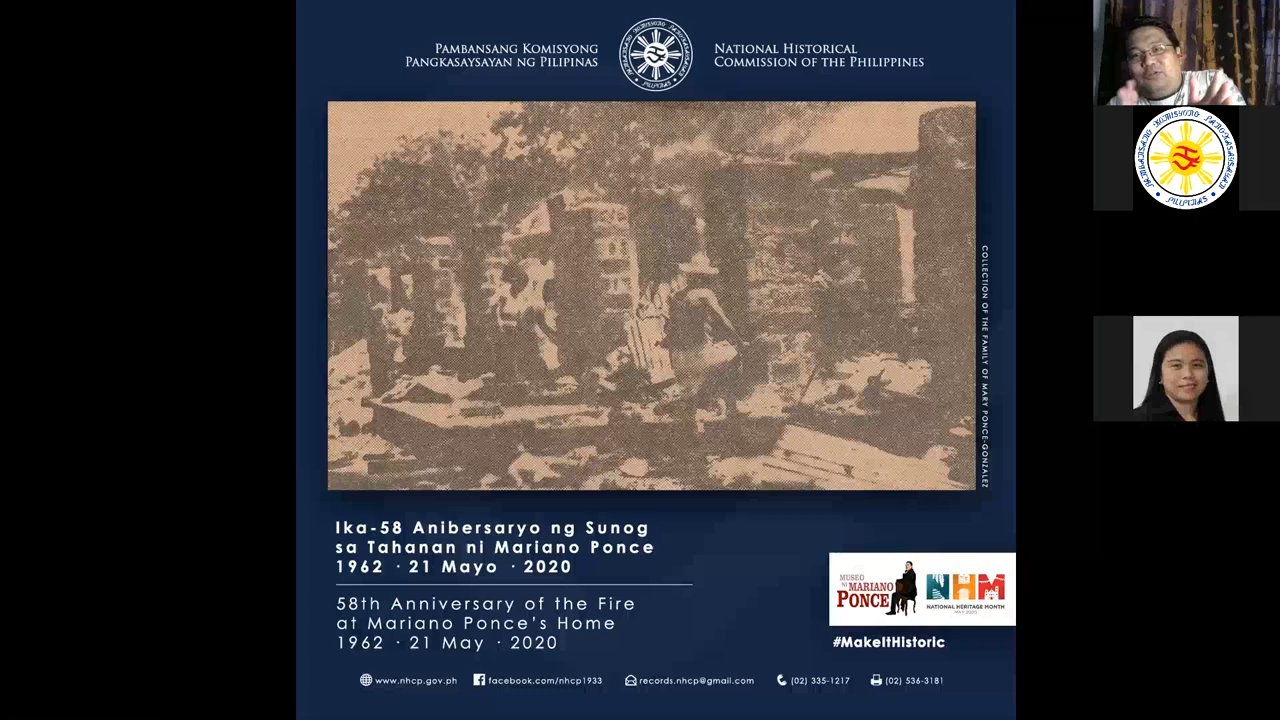 PAMBANSANG KOMISYONG
PANGKASAYSAYAN NG PILIPINAS
NATIONAL HISTORICAL
COMMISSION OF THE PHILIPPINES
COLLECTION OF THE FAMILY OF MARY PONCE-GONZALEZ
Ika-58 Anibersaryo ng Sunog
sa Tahanan ni Mariano Ponce
1962 · 21 Mayo · 2020
58th Anniversary of the Fire
at Mariano Ponce's Home
1962 · 21 May · 2020
MUSEO
NI MARIANO
PONCE
NHM
NATIONAL HERITAGE MONTH
MAY 2020
#MakeItHistoric
www.nhcp.gov.ph
facebook.com/nhcp1933
records.nhcp@gmail.com
(02) 335-1217
(02) 536-3181